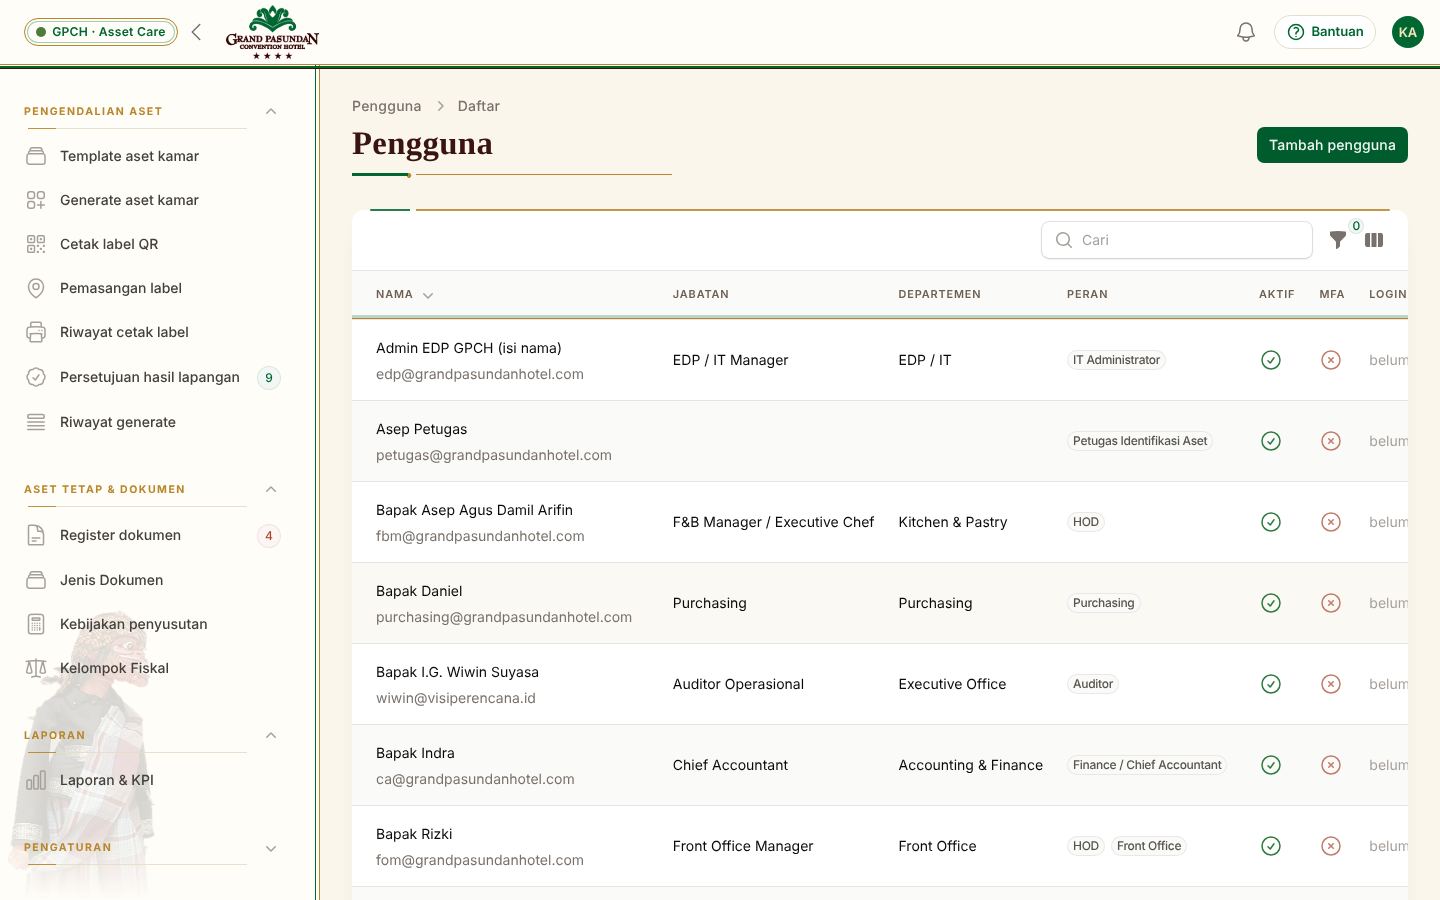 GPCH · Asset Care
GRAND PASUNDAN
CONVENTION HOTEL
Bantuan
KA
PENGENDALIAN ASET
Template aset kamar
Generate aset kamar
Cetak label QR
Pemasangan label
Riwayat cetak label
Persetujuan hasil lapangan 9
Riwayat generate
ASET TETAP & DOKUMEN
Register dokumen 4
Jenis Dokumen
Kebijakan penyusutan
Kelompok Fiskal
LAPORAN
Laporan & KPI
PENGATURAN
Pengguna > Daftar
Pengguna
Tambah pengguna
Cari
0
NAMA JABATAN DEPARTEMEN PERAN AKTIF MFA LOGIN
Admin EDP GPCH (isi nama)
edp@grandpasundanhotel.com
EDP / IT Manager EDP / IT IT Administrator belum
Asep Petugas
petugas@grandpasundanhotel.com
Petugas Identifikasi Aset belum
Bapak Asep Agus Damil Arifin
fbm@grandpasundanhotel.com
F&B Manager / Executive Chef Kitchen & Pastry HOD belum
Bapak Daniel
purchasing@grandpasundanhotel.com
Purchasing Purchasing Purchasing belum
Bapak I.G. Wiwin Suyasa
wiwin@visiperencana.id
Auditor Operasional Executive Office Auditor belum
Bapak Indra
ca@grandpasundanhotel.com
Chief Accountant Accounting & Finance Finance / Chief Accountant belum
Bapak Rizki
fom@grandpasundanhotel.com
Front Office Manager Front Office HOD Front Office belum